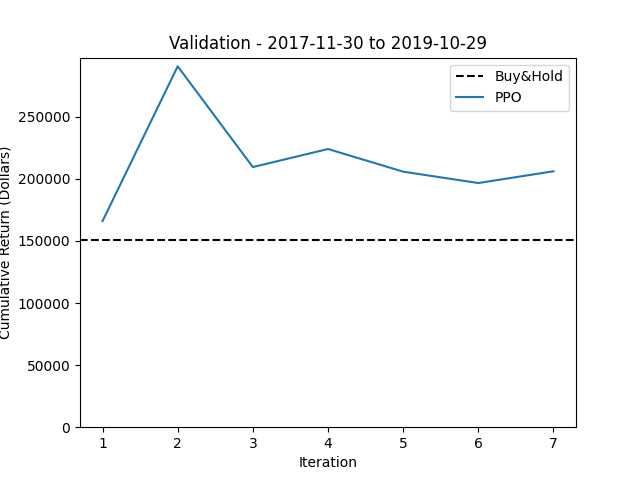 Validation - 2017-11-30 to 2019-10-29
Buy&Hold
PPO
Cumulative Return (Dollars)
250000
200000
150000
100000
50000
0
1 2 3 4 5 6 7
Iteration